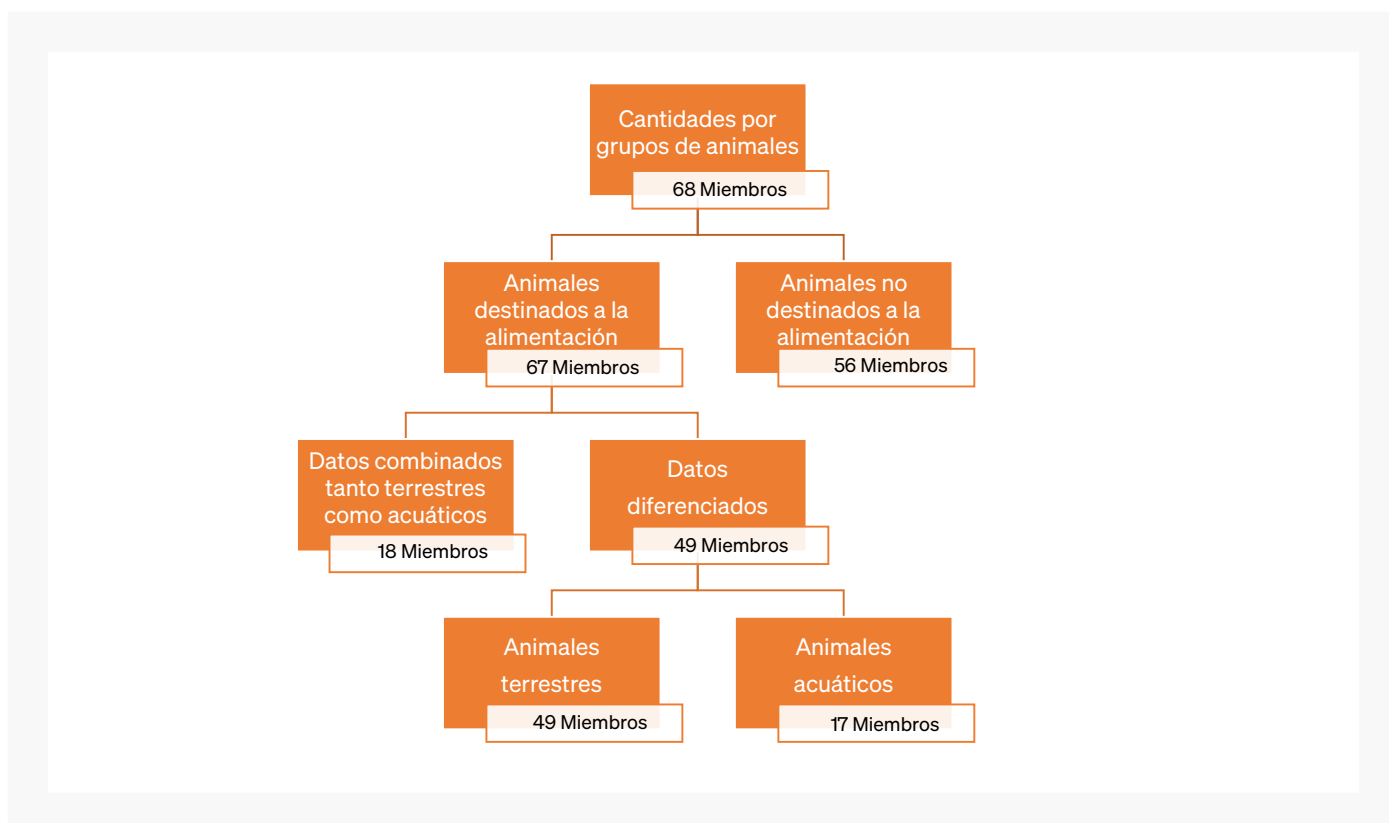 Cantidades por
grupos de animales
68 Miembros
Animales
destinados a la
alimentación
67 Miembros
Animales no
destinados a la
alimentación
56 Miembros
Datos combinados
tanto terrestres
como acuáticos
18 Miembros
Datos
diferenciados
49 Miembros
Animales
terrestres
49 Miembros
Animales
acuáticos
17 Miembros